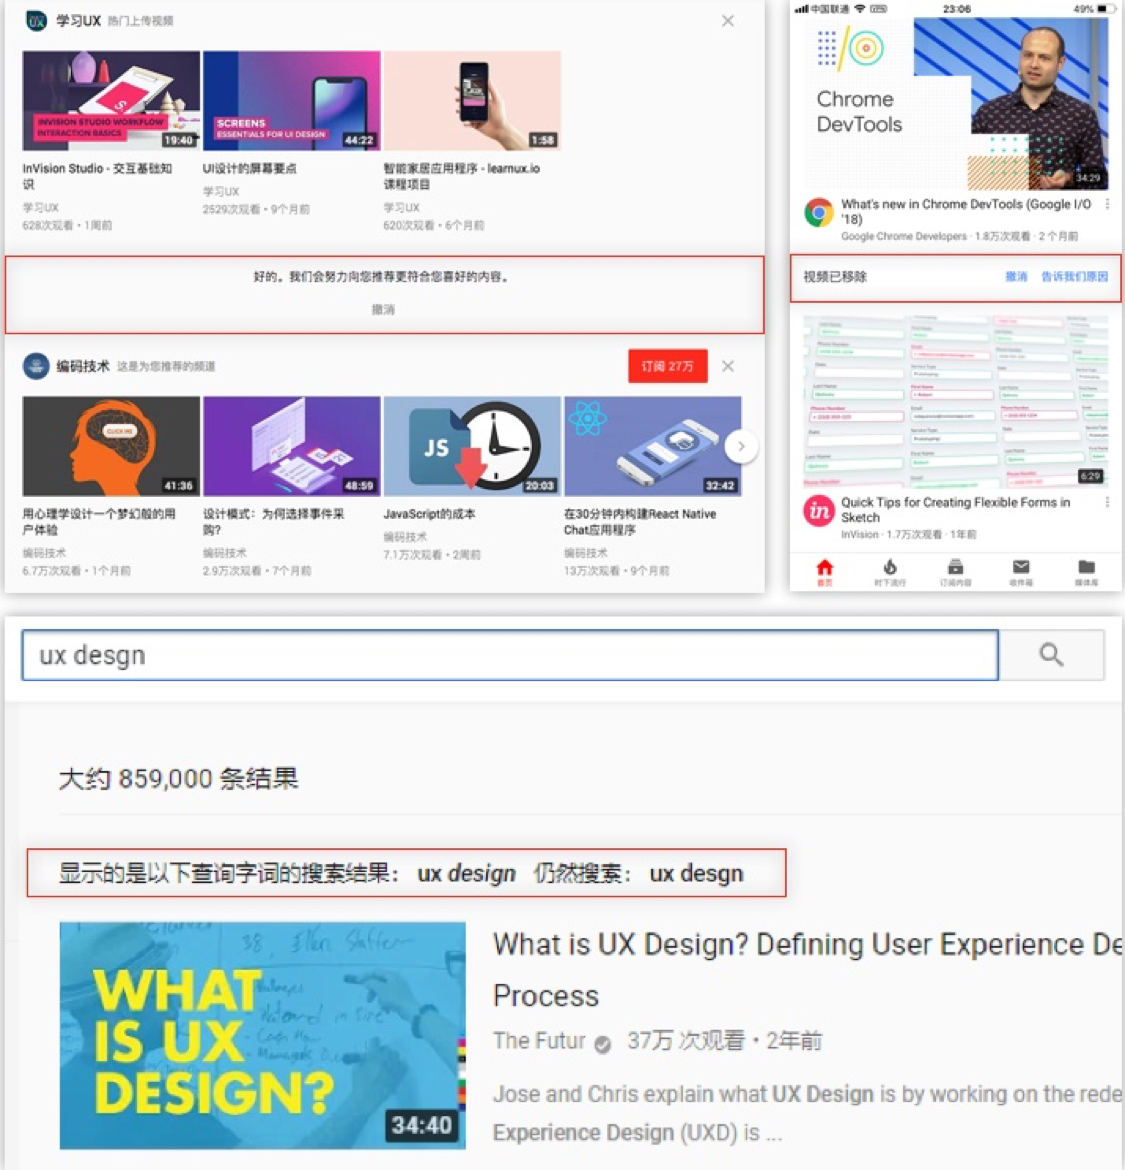 学习UX 热门上传视频
INVISION STUDIO WORKFLOW
INTERACTION BASICS
19:40
SCREENS
ESSENTIALS FOR UI DESIGN
44:22
1:58
InVision Studio - 交互基础知
识
学习UX
628次观看 • 1周前
UI设计的屏幕要点
学习UX
2529次观看 • 9个月前
智能家居应用程序 - learnux.io
课程项目
学习UX
620次观看 • 6个月前
好的。我们会努力向您推荐更符合您喜好的内容。
撤消
编码技术 这是为您推荐的频道
订阅 27万
CLICK ME
41:36
48:59
JS
20:03
32:42
用心理学设计一个梦幻般的用
户体验
编码技术
6.7万次观看 • 1个月前
设计模式：为何选择事件采
购?
编码技术
2.9万次观看 • 7个月前
JavaScript的成本
编码技术
7.1万次观看 • 2周前
在30分钟内构建React Native
Chat应用程序
编码技术
13万次观看 • 9个月前
中国联通 23:06 49%
Chrome
DevTools
34:29
What's new in Chrome DevTools (Google I/O
'18)
Google Chrome Developers · 1.8万次观看 · 2 个月前
视频已移除 撤消 告诉我们原因
6:29
in
Quick Tips for Creating Flexible Forms in
Sketch
InVision · 1.7万次观看 · 1年前
首页 时下流行 订阅内容 收件箱 媒体库
ux desgn
大约 859,000 条结果
显示的是以下查询字词的搜索结果： ux design 仍然搜索： ux desgn
WHAT
IS UX
DESIGN?
34:40
What is UX Design? Defining User Experience De
Process
The Futur 37万 次观看 • 2年前
Jose and Chris explain what UX Design is by working on the rede
Experience Design (UXD) is ...